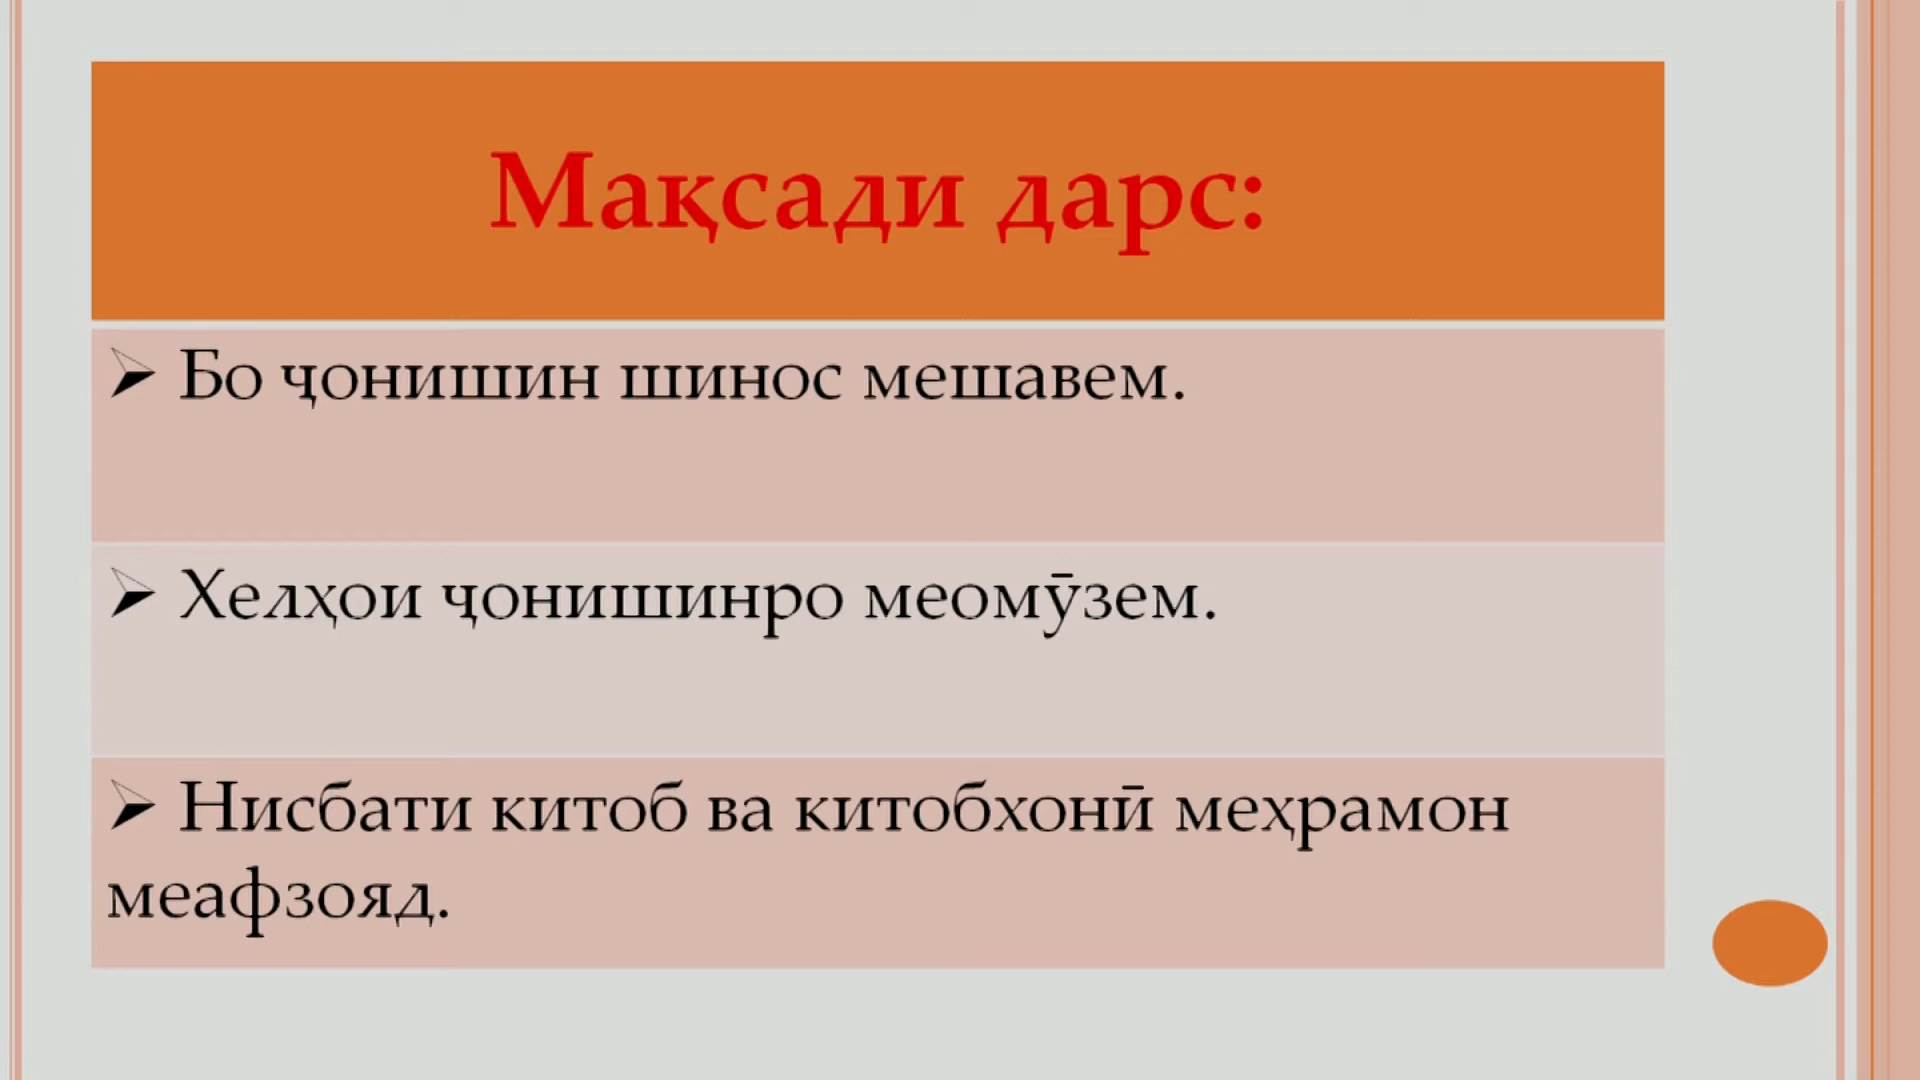 Мақсади дарс:
➢ Бо ҷонишин шинос мешавем.
➢ Хелҳои ҷонишинро меомӯзем.
➢ Нисбати китоб ва китобхонӣ меҳрамон
меафзояд.